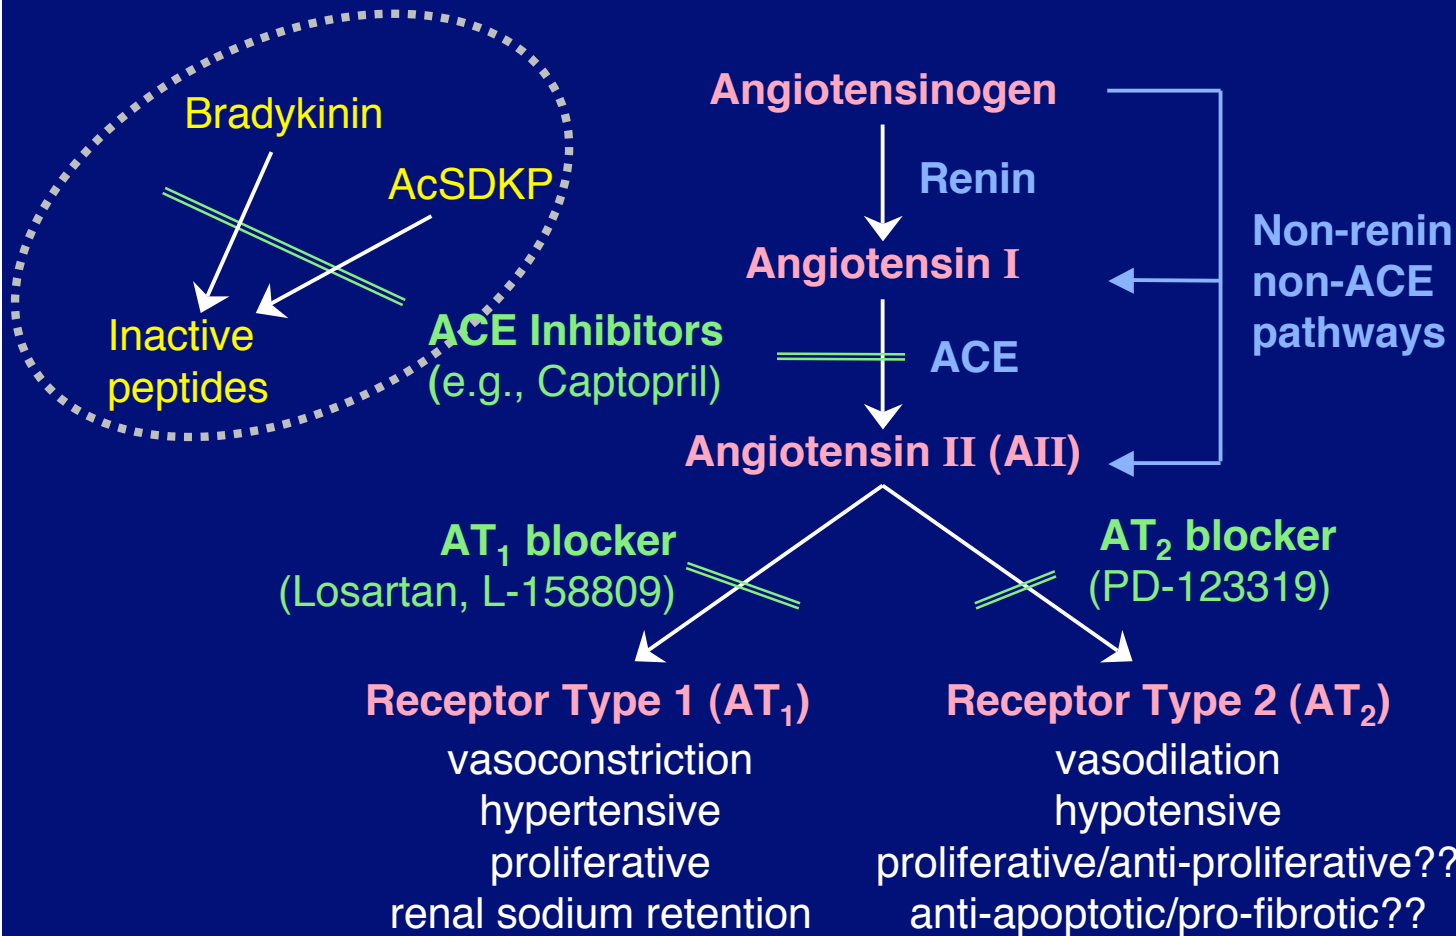 Bradykinin
AcSDKP
Inactive
peptides
Angiotensinogen
Renin
Angiotensin I
Non-renin
non-ACE
pathways
ACE Inhibitors
(e.g., Captopril)
ACE
Angiotensin II (AII)
AT₁ blocker
(Losartan, L-158809)
AT₂ blocker
(PD-123319)
Receptor Type 1 (AT₁)
vasoconstriction
hypertensive
proliferative
renal sodium retention
Receptor Type 2 (AT₂)
vasodilation
hypotensive
proliferative/anti-proliferative??
anti-apoptotic/pro-fibrotic??